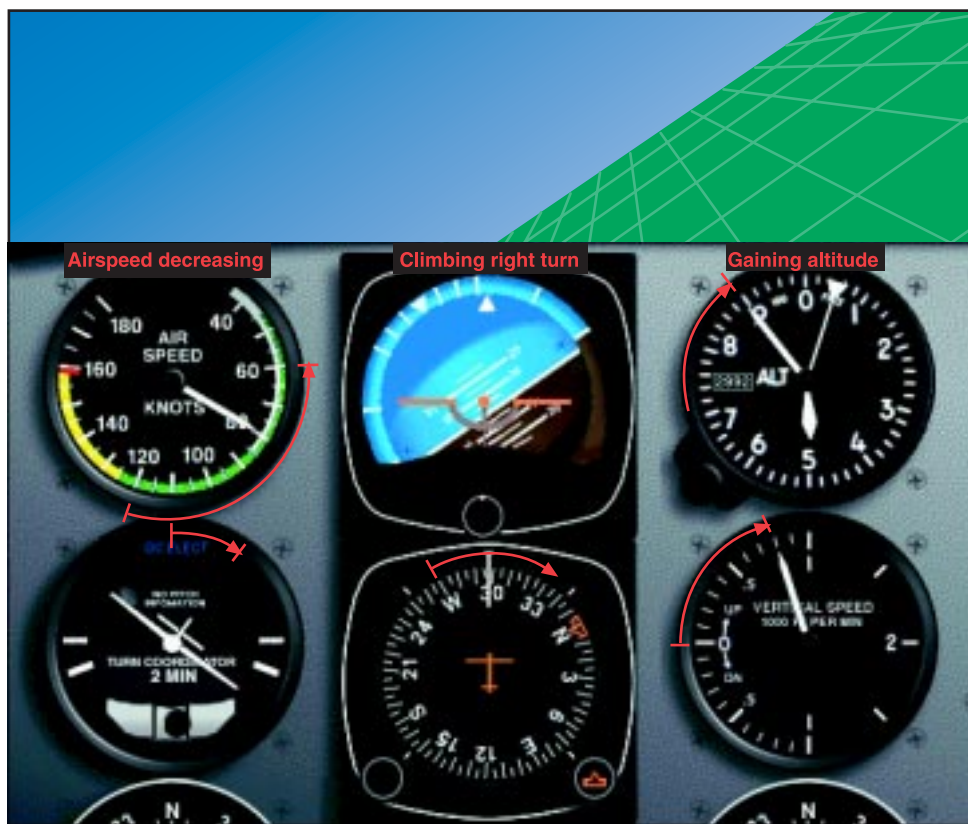 Airspeed decreasing
Climbing right turn
Gaining altitude
180
40
AIR
SPEED
160
60
KNOTS
80
140
120
100
9
0
1
8
2
2992
ALT
7
3
6
4
5
NO PITCH
INFORMATION
TURN COORDINATOR
2 MIN
W
30
33
24
N
21
3
S
6
15
12
E
.5
UP
VERTICAL SPEED
1000 FT PER MIN
0
2
DN
.5
N
N